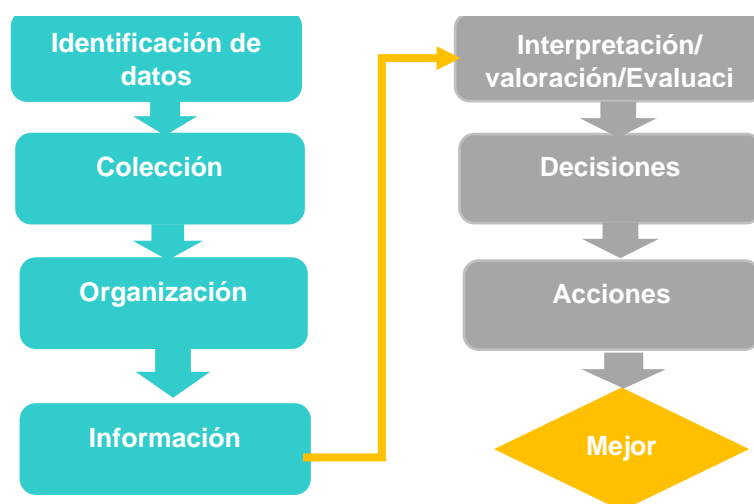 Identificación de
datos
Colección
Organización
Información
Interpretación/
valoración/Evaluaci
Decisiones
Acciones
Mejor